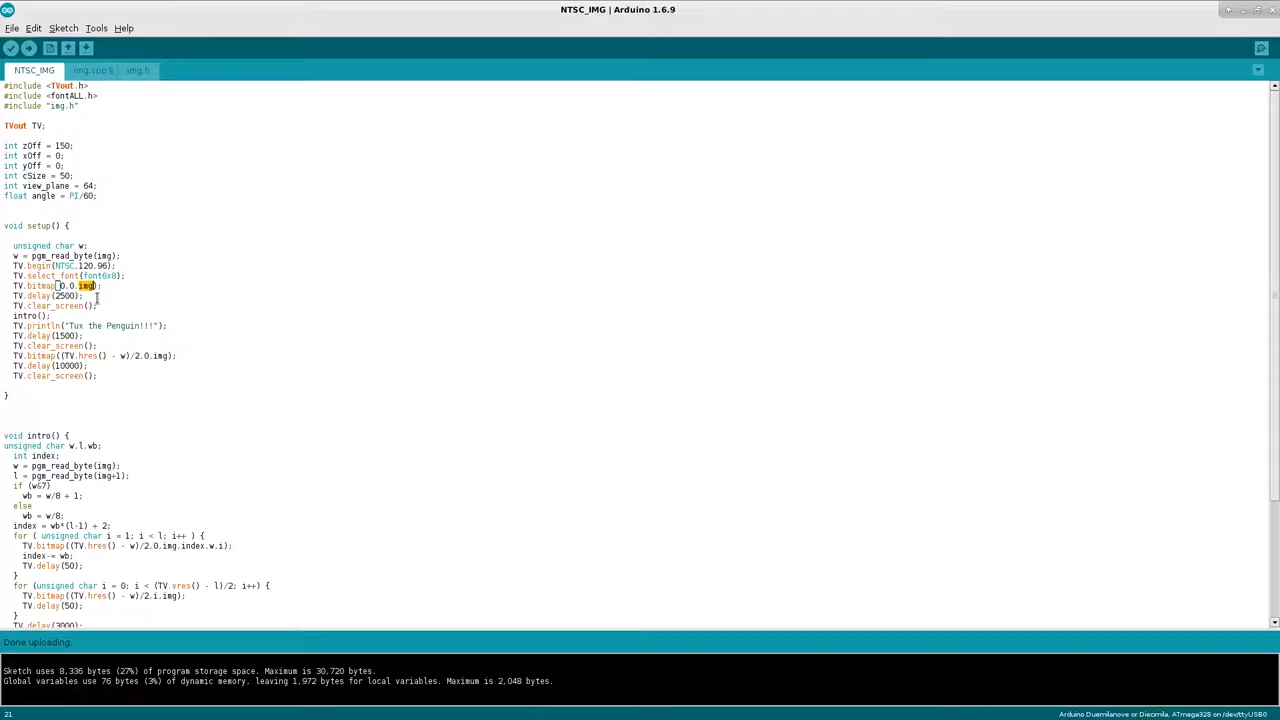 NTSC_IMG | Arduino 1.6.9
File Edit Sketch Tools Help
NTSC_IMG img.cpp § img.h
#include <TVout.h>
#include <fontALL.h>
#include "img.h"
TVout TV;
int zOff = 150;
int xOff = 0;
int yOff = 0;
int cSize = 50;
int view_plane = 64;
float angle = PI/60;
void setup() {
unsigned char w;
w = pgm_read_byte(img);
TV.begin(NTSC,120,96);
TV.select_font(font6x8);
TV.bitmap(0,0,img);
TV.delay(2500);
TV.clear_screen();
intro();
TV.println("Tux the Penguin!!!");
TV.delay(1500);
TV.clear_screen();
TV.bitmap((TV.hres() - w)/2,0,img);
TV.delay(10000);
TV.clear_screen();
}
void intro() {
unsigned char w,l,wb;
int index;
w = pgm_read_byte(img);
l = pgm_read_byte(img+1);
if (w&7)
wb = w/8 + 1;
else
wb = w/8;
index = wb*(l-1) + 2;
for ( unsigned char i = 1; i < l; i++ ) {
TV.bitmap((TV.hres() - w)/2,0,img,index,w,i);
index-= wb;
TV.delay(50);
}
for (unsigned char i = 0; i < (TV.vres() - l)/2; i++) {
TV.bitmap((TV.hres() - w)/2,i,img);
TV.delay(50);
}
TV.delay(3000);
Done uploading.
Sketch uses 8,336 bytes (27%) of program storage space. Maximum is 30,720 bytes.
Global variables use 76 bytes (3%) of dynamic memory, leaving 1,972 bytes for local variables. Maximum is 2,048 bytes.
21 Arduino Duemilanove or Diecimila, ATmega328 on /dev/ttyUSB0